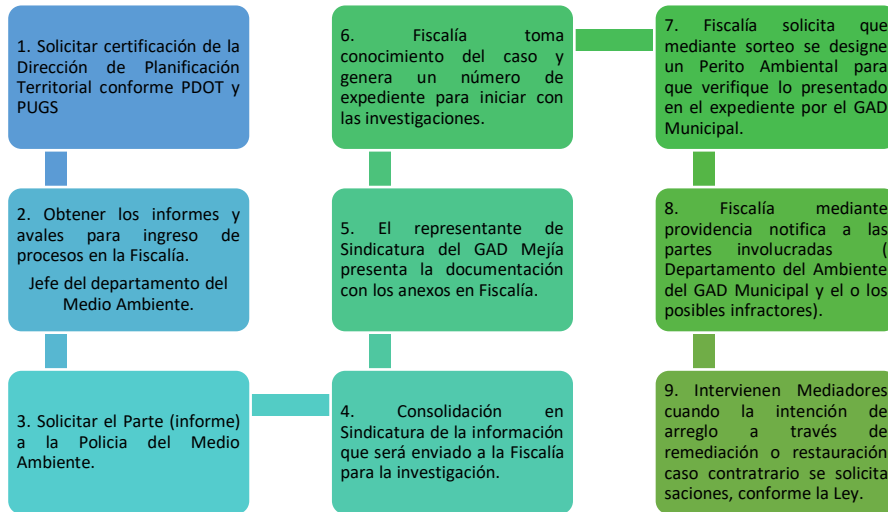 1. Solicitar certificación de la
Dirección de Planificación
Territorial conforme PDOT y
PUGS
2. Obtener los informes y
avales para ingreso de
procesos en la Fiscalía.
Jefe del departamento del
Medio Ambiente.
3. Solicitar el Parte (informe)
a la Policia del Medio
Ambiente.
4. Consolidación en
Sindicatura de la información
que será enviado a la Fiscalía
para la investigación.
5. El representante de
Sindicatura del GAD Mejía
presenta la documentación
con los anexos en Fiscalía.
6. Fiscalía toma
conocimiento del caso y
genera un número de
expediente para iniciar con
las investigaciones.
7. Fiscalía solicita que
mediante sorteo se designe
un Perito Ambiental para
que verifique lo presentado
en el expediente por el GAD
Municipal.
8. Fiscalía mediante
providencia notifica a las
partes involucradas (
Departamento del Ambiente
del GAD Municipal y el o los
posibles infractores).
9. Intervienen Mediadores
cuando la intención de
arreglo a través de
remediación o restauración
caso contratrario se solicita
saciones, conforme la Ley.